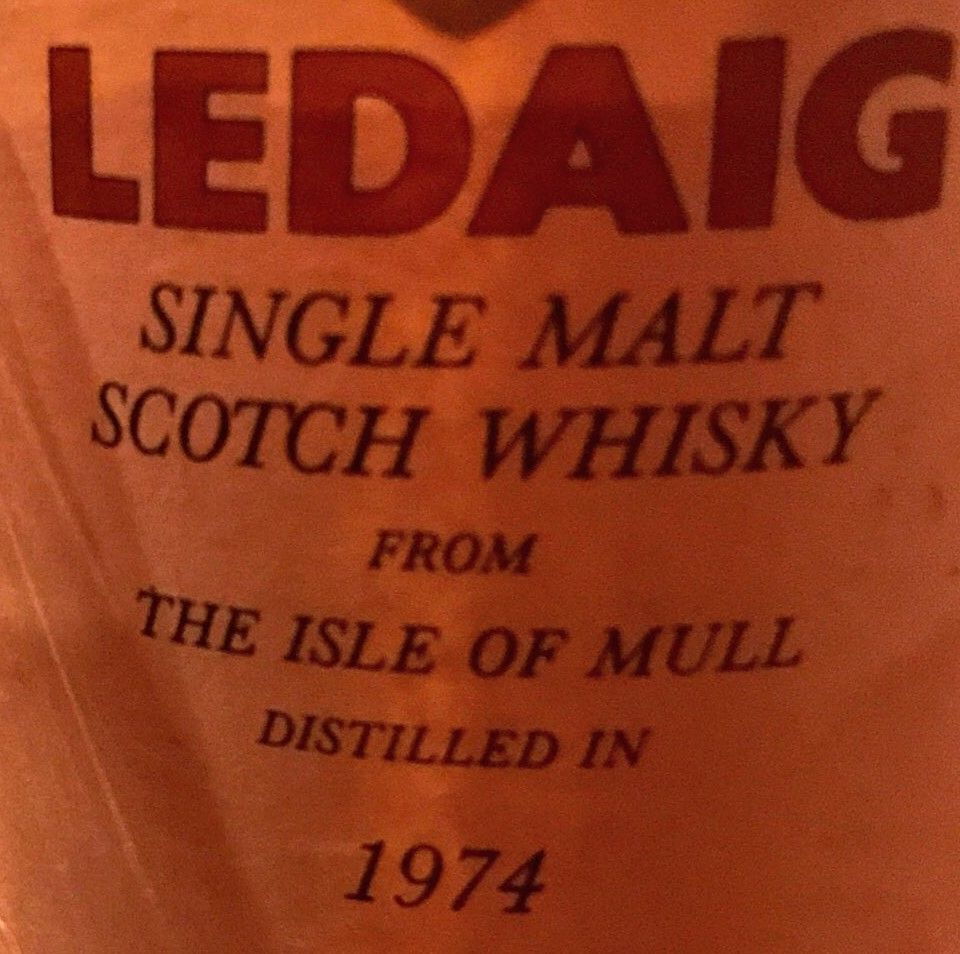 LEDAIG
SINGLE MALT
SCOTCH WHISKY
FROM
THE ISLE OF MULL
DISTILLED IN
1974